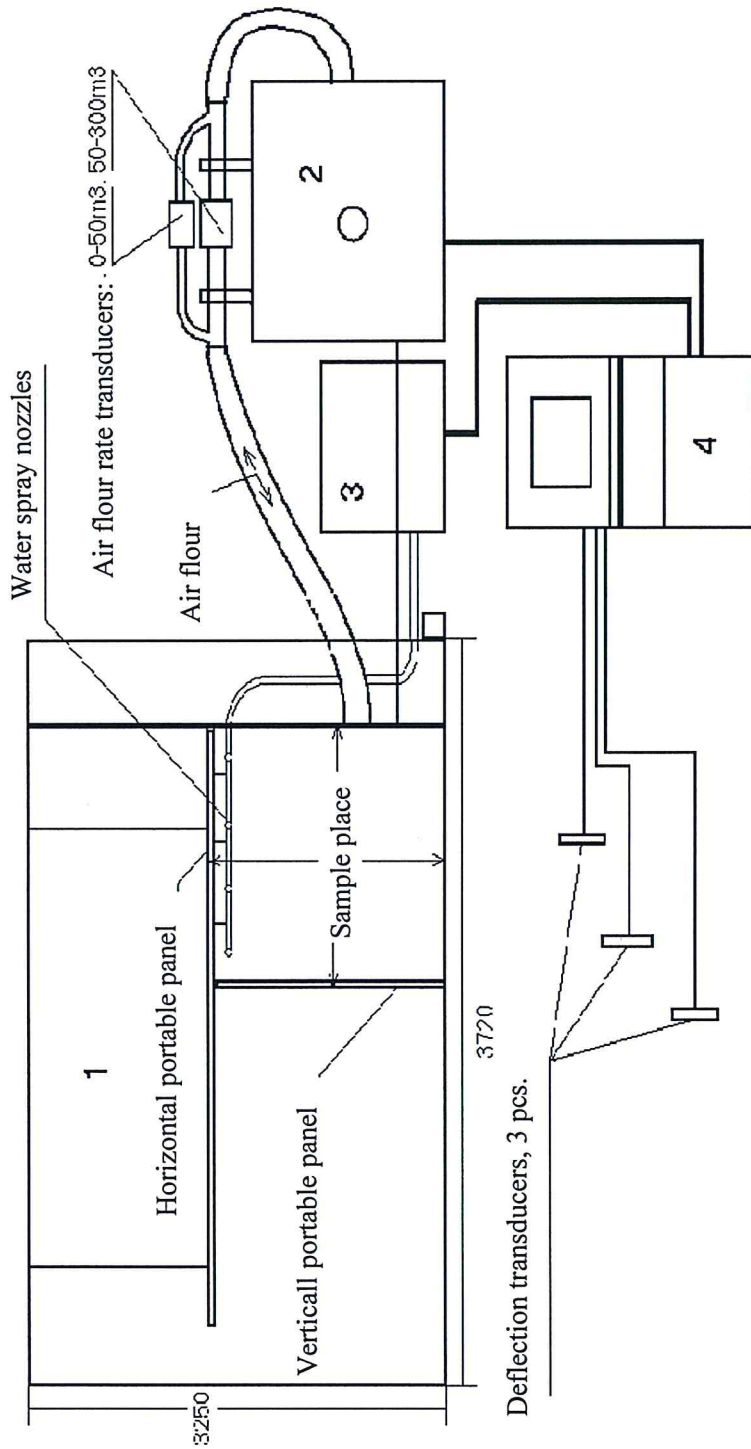 Water spray nozzles
Air flour rate transducers: 0-50m3. 50-300m3
Air flour
1
Horizontal portable panel
Sample place
Verticall portable panel
2
3
4
3250
3720
Deflection transducers, 3 pcs.